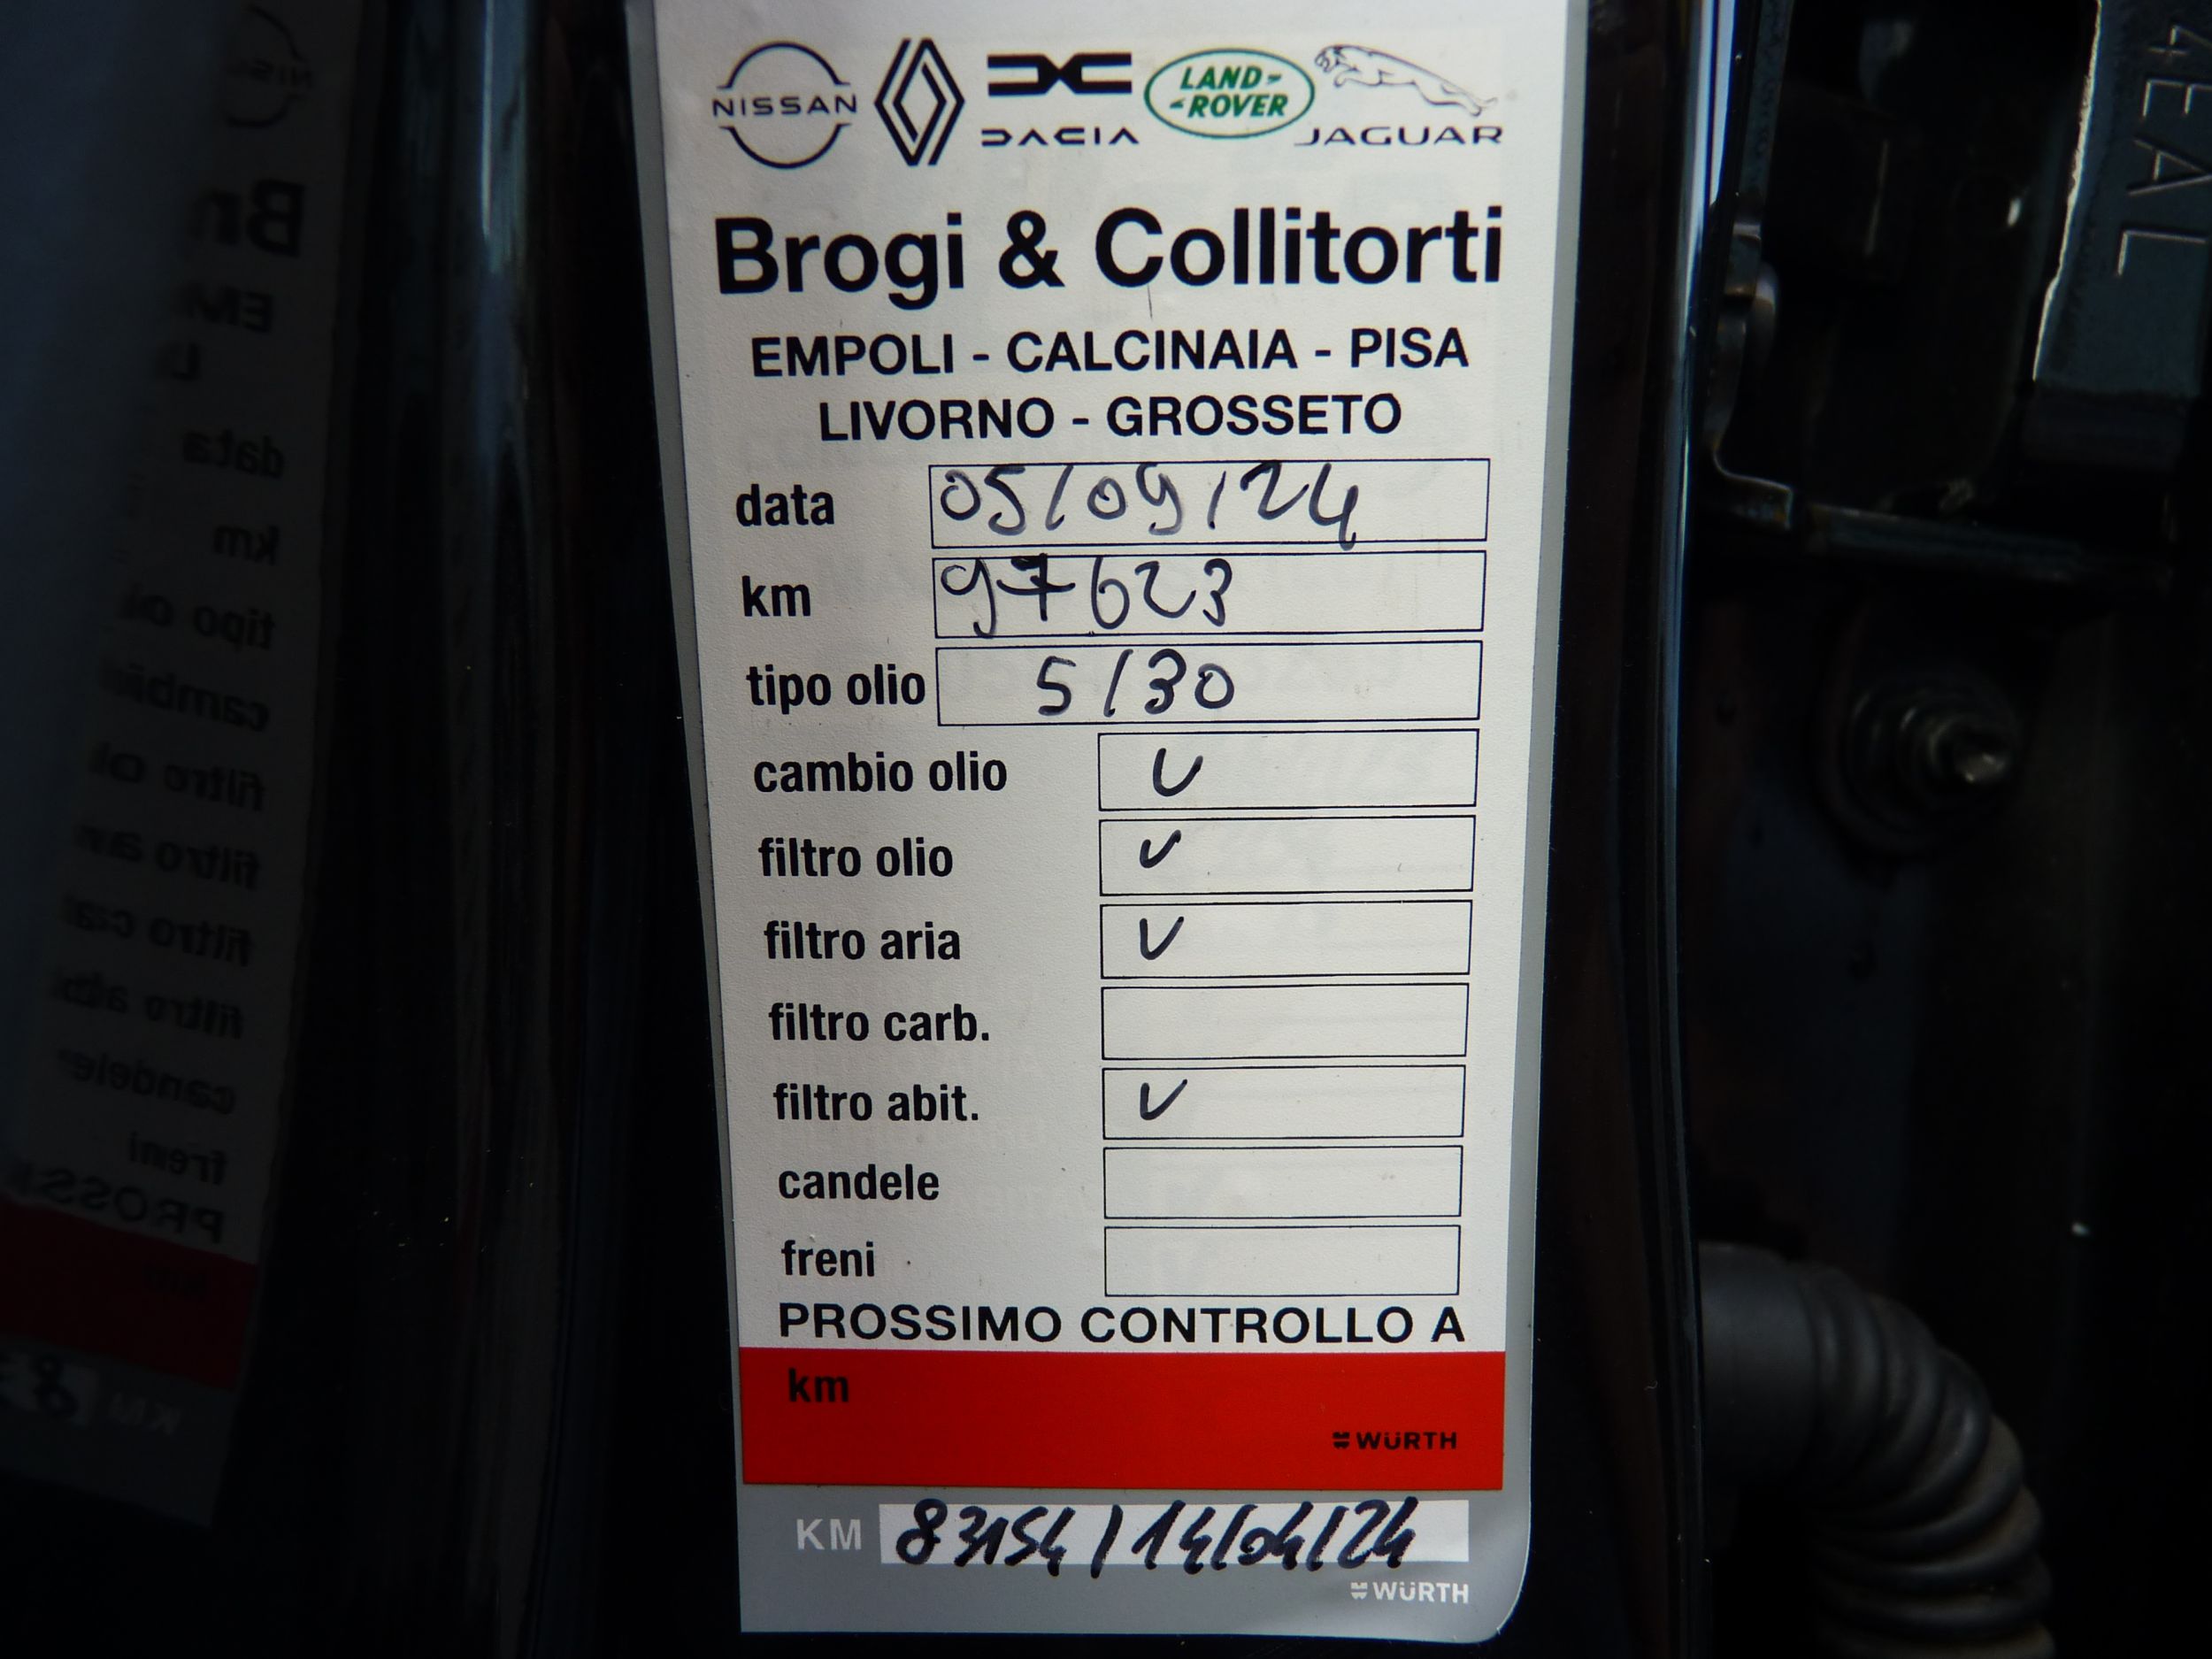 NISSAN DACIA LAND-ROVER JAGUAR
Brogi & Collitorti
EMPOLI - CALCINAIA - PISA
LIVORNO - GROSSETO
data 05/09/24
km 97623
tipo olio 5/30
cambio olio V
filtro olio V
filtro aria V
filtro carb.
filtro abit. V
candele
freni
PROSSIMO CONTROLLO A
km
WÜRTH
KM 83154/14/04/24
WÜRTH
4EAL